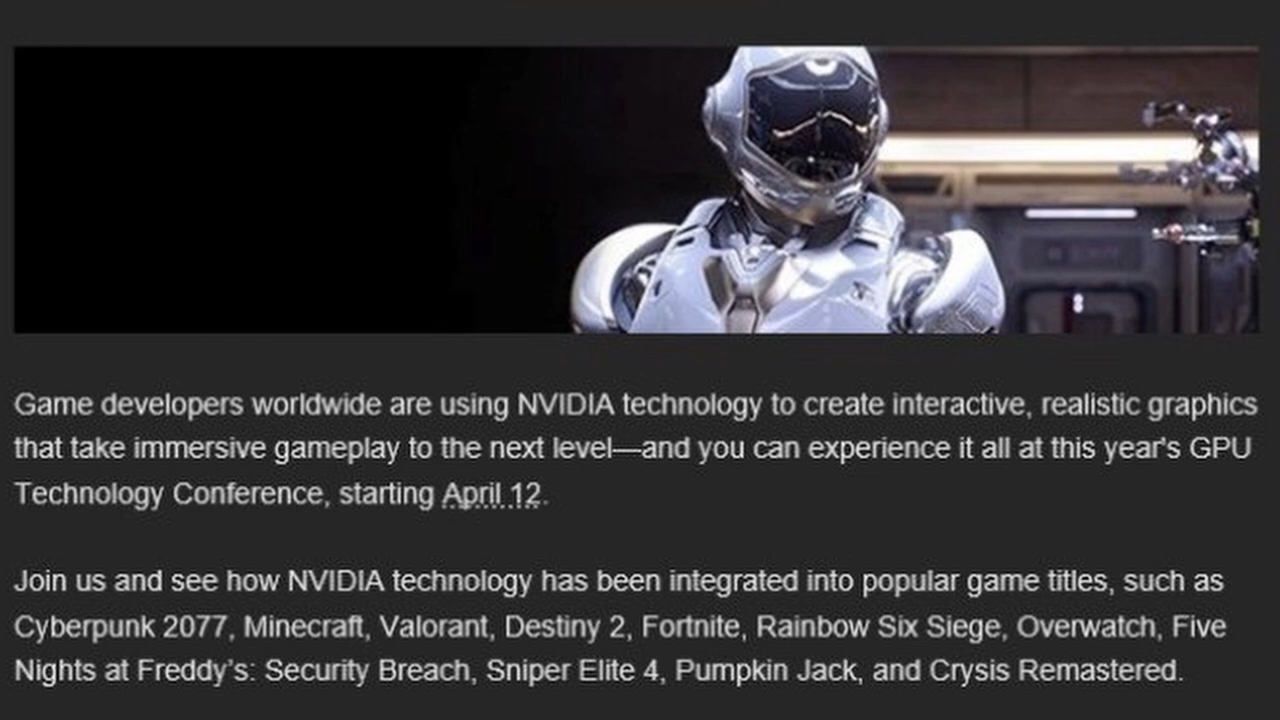 Game developers worldwide are using NVIDIA technology to create interactive, realistic graphics
that take immersive gameplay to the next level—and you can experience it all at this year's GPU
Technology Conference, starting April 12.
Join us and see how NVIDIA technology has been integrated into popular game titles, such as
Cyberpunk 2077, Minecraft, Valorant, Destiny 2, Fortnite, Rainbow Six Siege, Overwatch, Five
Nights at Freddy’s: Security Breach, Sniper Elite 4, Pumpkin Jack, and Crysis Remastered.